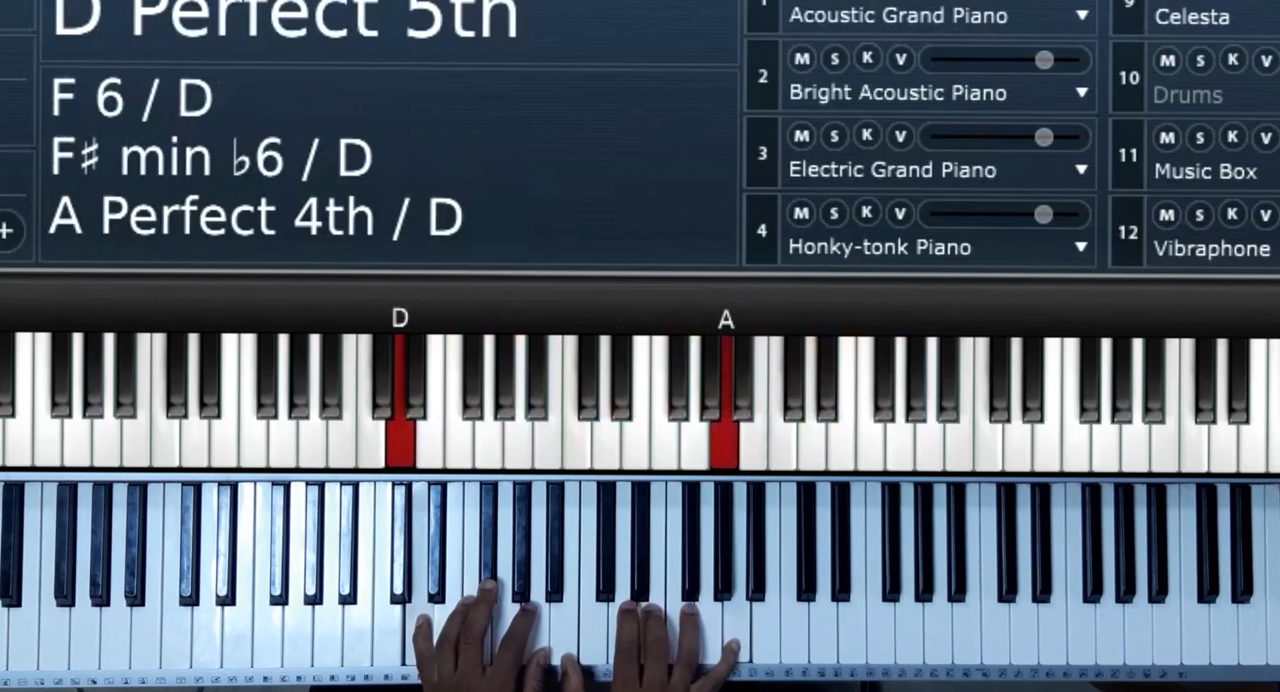 D Perfect 5th
F 6 / D
F♯ min ♭6 / D
A Perfect 4th / D
+
Acoustic Grand Piano
2 M S K V
Bright Acoustic Piano
3 M S K V
Electric Grand Piano
4 M S K V
Honky-tonk Piano
9
Celesta
10 M S K V
Drums
11 M S K V
Music Box
12 M S K V
Vibraphone
D A